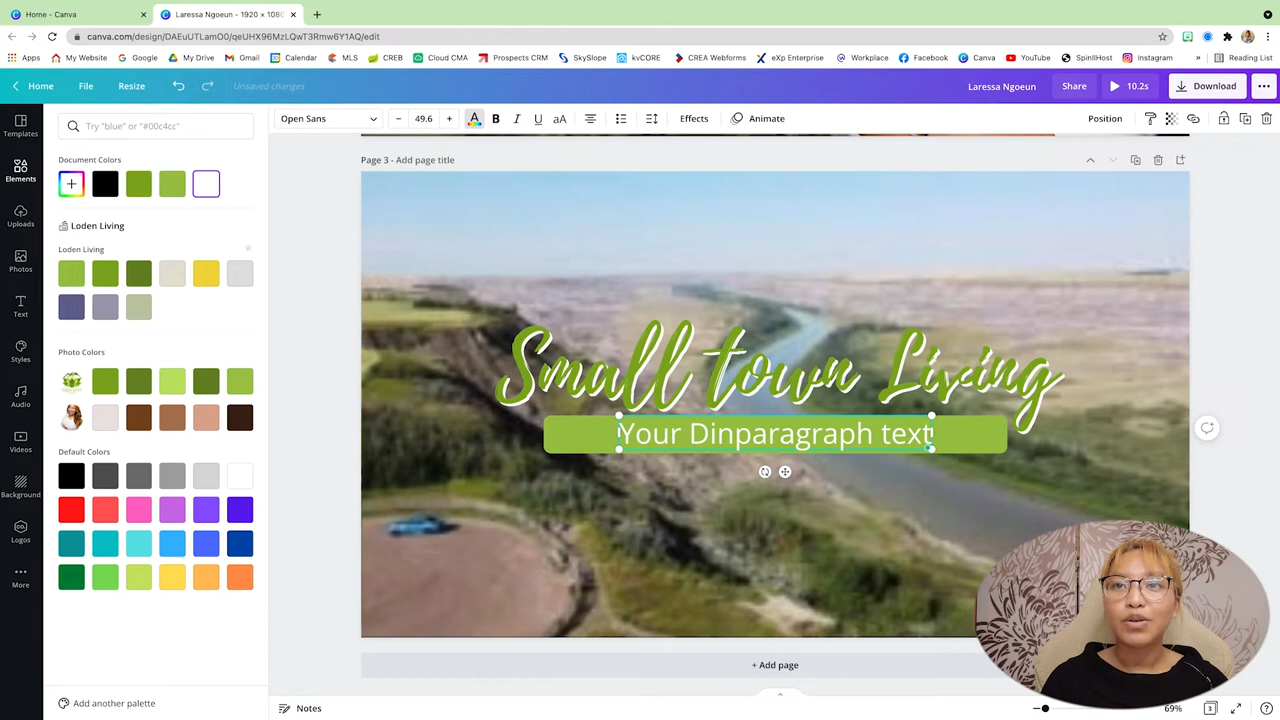 Home - Canva
Laressa Ngoeun - 1920 × 1080
canva.com/design/DAEuUTLamO0/qeUHX96MzLQwT3Rmw6Y1AQ/edit
Apps My Website Google My Drive Gmail Calendar MLS CREB Cloud CMA Prospects CRM SkySlope kvCORE CREA Webforms eXp Enterprise Workplace Facebook Canva YouTube SpinItHost Instagram » Reading List
Home File Resize Unsaved changes Laressa Ngoeun Share 10.2s Download
Open Sans 49.6 A B I U aA Effects Animate Position
Try "blue" or "#00c4cc"
Templates
Document Colors
Page 3 - Add page title
Elements
Loden Living
Uploads
Loden Living
Photos
Text
Styles
Photo Colors
Small town Living
Audio
Your Dinparagraph text
Videos
Default Colors
Background
CO.
Logos
More
+ Add page
Add another palette
Notes
69%
3